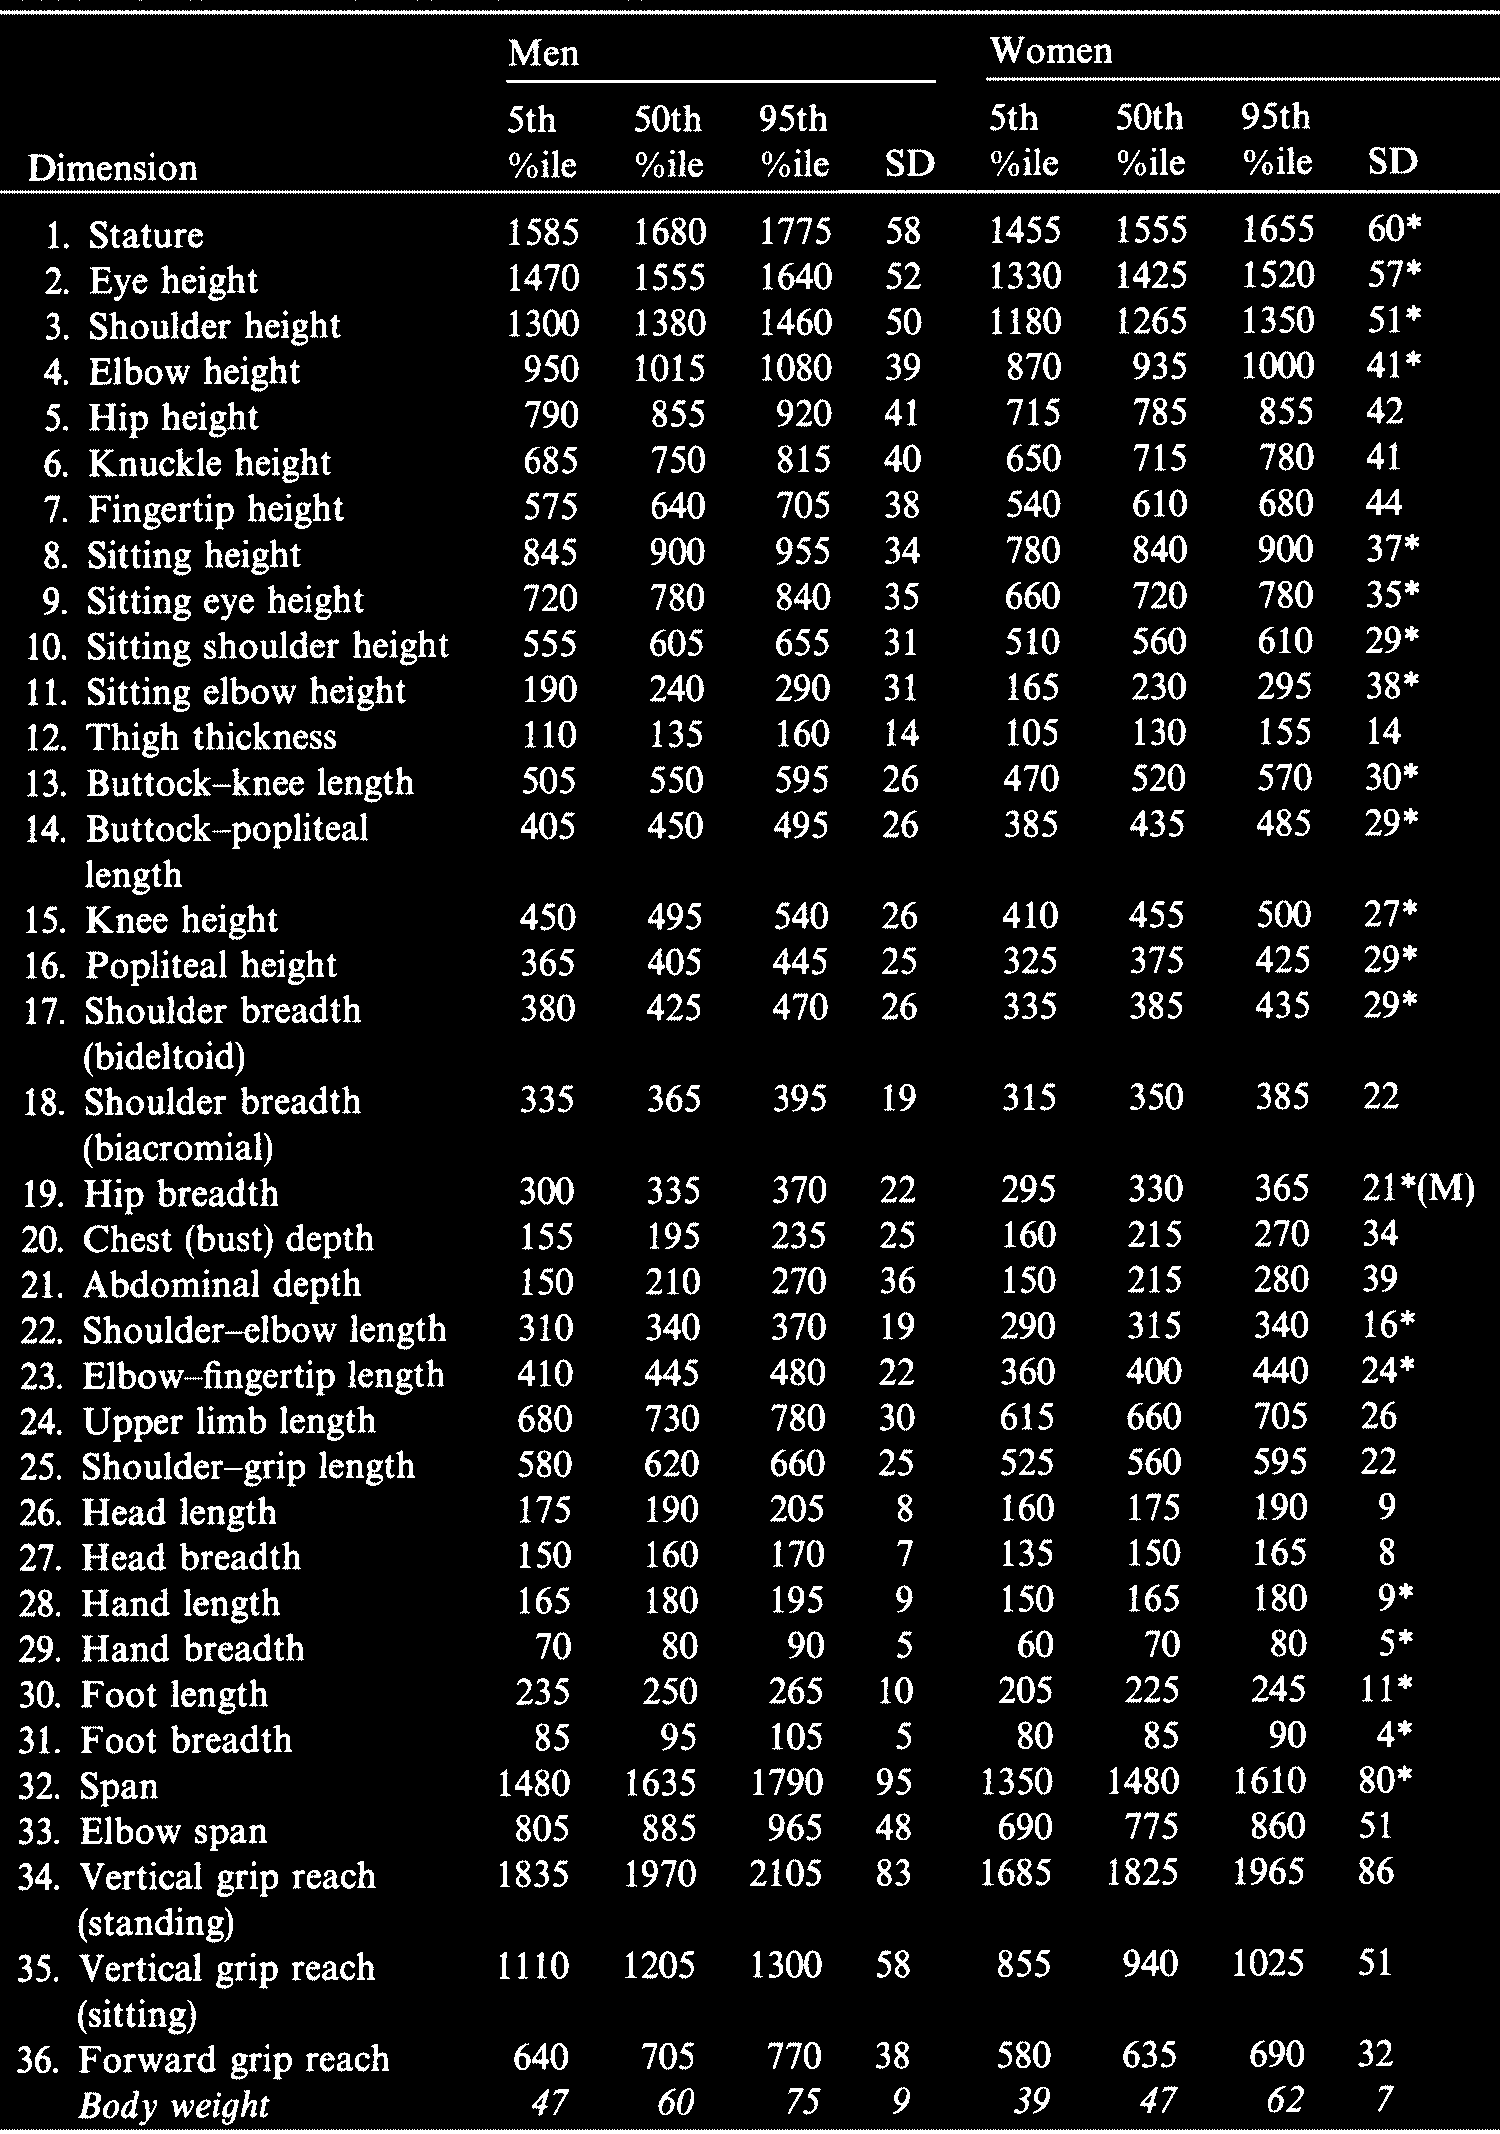 Men Women
5th 50th 95th 5th 50th 95th
Dimension %ile %ile %ile SD %ile %ile %ile SD
1. Stature 1585 1680 1775 58 1455 1555 1655 60*
2. Eye height 1470 1555 1640 52 1330 1425 1520 57*
3. Shoulder height 1300 1380 1460 50 1180 1265 1350 51*
4. Elbow height 950 1015 1080 39 870 935 1000 41*
5. Hip height 790 855 920 41 715 785 855 42
6. Knuckle height 685 750 815 40 650 715 780 41
7. Fingertip height 575 640 705 38 540 610 680 44
8. Sitting height 845 900 955 34 780 840 900 37*
9. Sitting eye height 720 780 840 35 660 720 780 35*
10. Sitting shoulder height 555 605 655 31 510 560 610 29*
11. Sitting elbow height 190 240 290 31 165 230 295 38*
12. Thigh thickness 110 135 160 14 105 130 155 14
13. Buttock–knee length 505 550 595 26 470 520 570 30*
14. Buttock–popliteal 405 450 495 26 385 435 485 29*
length
15. Knee height 450 495 540 26 410 455 500 27*
16. Popliteal height 365 405 445 25 325 375 425 29*
17. Shoulder breadth 380 425 470 26 335 385 435 29*
(bideltoid)
18. Shoulder breadth 335 365 395 19 315 350 385 22
(biacromial)
19. Hip breadth 300 335 370 22 295 330 365 21*(M)
20. Chest (bust) depth 155 195 235 25 160 215 270 34
21. Abdominal depth 150 210 270 36 150 215 280 39
22. Shoulder–elbow length 310 340 370 19 290 315 340 16*
23. Elbow–fingertip length 410 445 480 22 360 400 440 24*
24. Upper limb length 680 730 780 30 615 660 705 26
25. Shoulder–grip length 580 620 660 25 525 560 595 22
26. Head length 175 190 205 8 160 175 190 9
27. Head breadth 150 160 170 7 135 150 165 8
28. Hand length 165 180 195 9 150 165 180 9*
29. Hand breadth 70 80 90 5 60 70 80 5*
30. Foot length 235 250 265 10 205 225 245 11*
31. Foot breadth 85 95 105 5 80 85 90 4*
32. Span 1480 1635 1790 95 1350 1480 1610 80*
33. Elbow span 805 885 965 48 690 775 860 51
34. Vertical grip reach 1835 1970 2105 83 1685 1825 1965 86
(standing)
35. Vertical grip reach 1110 1205 1300 58 855 940 1025 51
(sitting)
36. Forward grip reach 640 705 770 38 580 635 690 32
Body weight 47 60 75 9 39 47 62 7